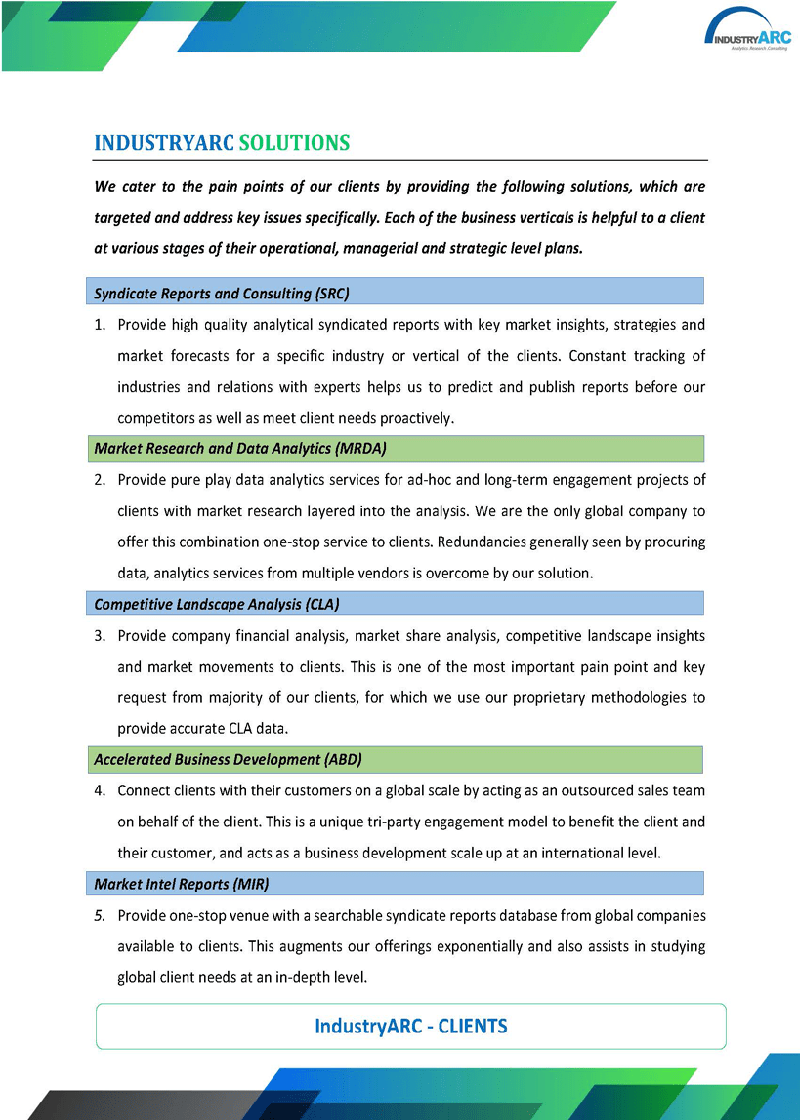 INDUSTRYARC
Analytics. Research. Consulting
INDUSTRYARC SOLUTIONS
We cater to the pain points of our clients by providing the following solutions, which are
targeted and address key issues specifically. Each of the business verticals is helpful to a client
at various stages of their operational, managerial and strategic level plans.
Syndicate Reports and Consulting (SRC)
1. Provide high quality analytical syndicated reports with key market insights, strategies and
market forecasts for a specific industry or vertical of the clients. Constant tracking of
industries and relations with experts helps us to predict and publish reports before our
competitors as well as meet client needs proactively.
Market Research and Data Analytics (MRDA)
2. Provide pure play data analytics services for ad-hoc and long-term engagement projects of
clients with market research layered into the analysis. We are the only global company to
offer this combination one-stop service to clients. Redundancies generally seen by procuring
data, analytics services from multiple vendors is overcome by our solution.
Competitive Landscape Analysis (CLA)
3. Provide company financial analysis, market share analysis, competitive landscape insights
and market movements to clients. This is one of the most important pain point and key
request from majority of our clients, for which we use our proprietary methodologies to
provide accurate CLA data.
Accelerated Business Development (ABD)
4. Connect clients with their customers on a global scale by acting as an outsourced sales team
on behalf of the client. This is a unique tri-party engagement model to benefit the client and
their customer, and acts as a business development scale up at an international level.
Market Intel Reports (MIR)
5. Provide one-stop venue with a searchable syndicate reports database from global companies
available to clients. This augments our offerings exponentially and also assists in studying
global client needs at an in-depth level.
IndustryARC - CLIENTS